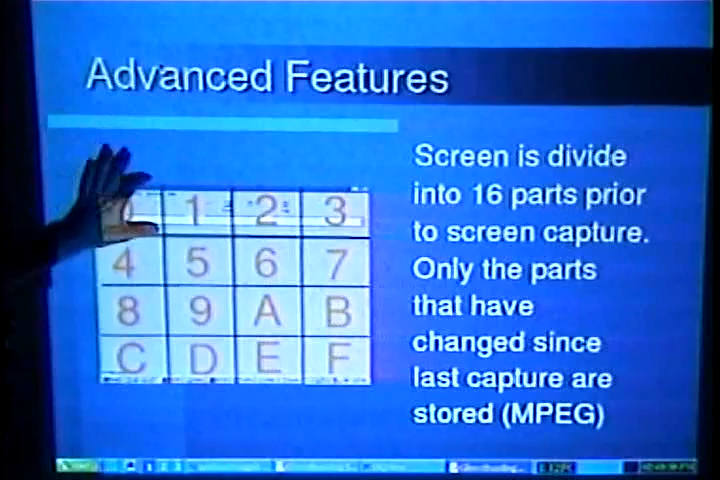 Advanced Features
Screen is divide
into 16 parts prior
to screen capture.
Only the parts
that have
changed since
last capture are
stored (MPEG)
0 1 2 3
4 5 6 7
8 9 A B
C D E F